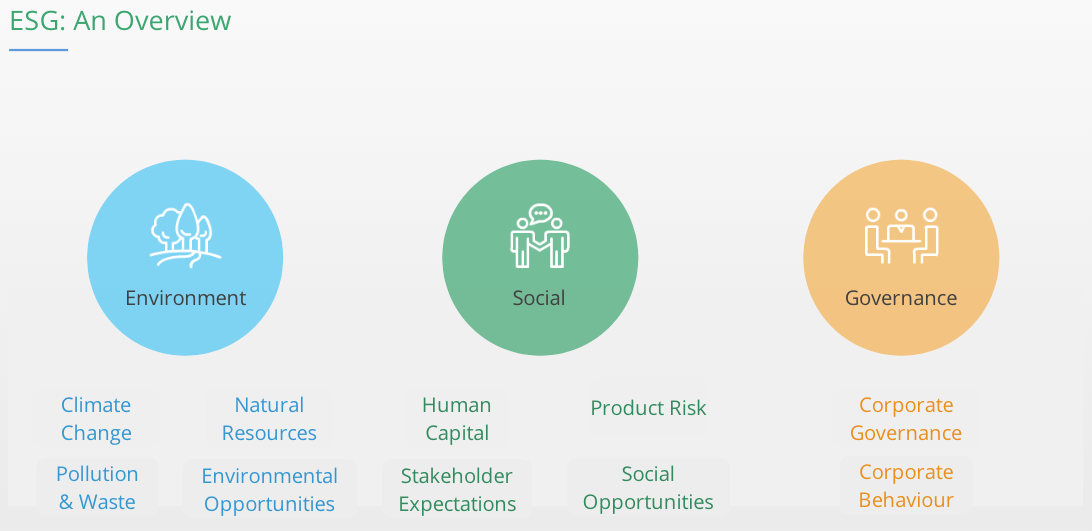 ESG: An Overview
Environment
Social
Governance
Climate
Change
Natural
Resources
Human
Capital
Product Risk
Corporate
Governance
Pollution
& Waste
Environmental
Opportunities
Stakeholder
Expectations
Social
Opportunities
Corporate
Behaviour